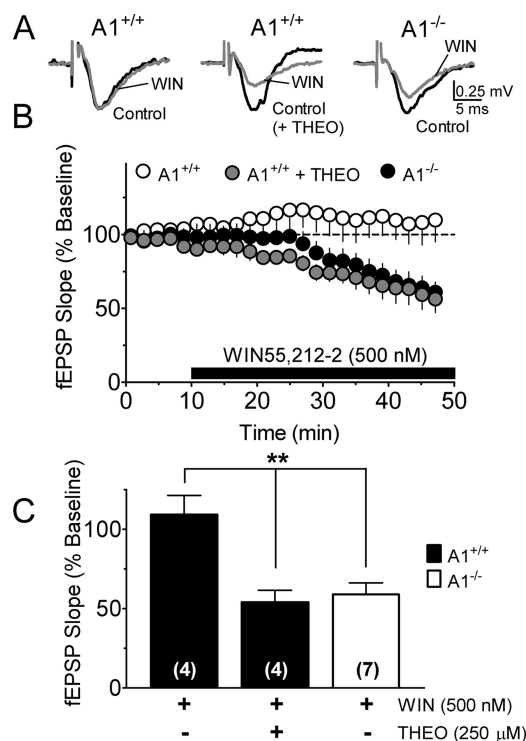 A
A1+/+ A1+/+ A1-/-
WIN WIN WIN
Control Control (+ THEO) Control
0.25 mV
5 ms
B
A1+/+ A1+/+ + THEO A1-/-
fEPSP Slope (% Baseline)
100
50
0
WIN55,212-2 (500 nM)
0 10 20 30 40 50
Time (min)
C
**
fEPSP Slope (% Baseline)
100
50
0
A1+/+
A1-/-
(4) (4) (7)
+ + + WIN (500 nM)
- + - THEO (250 μM)